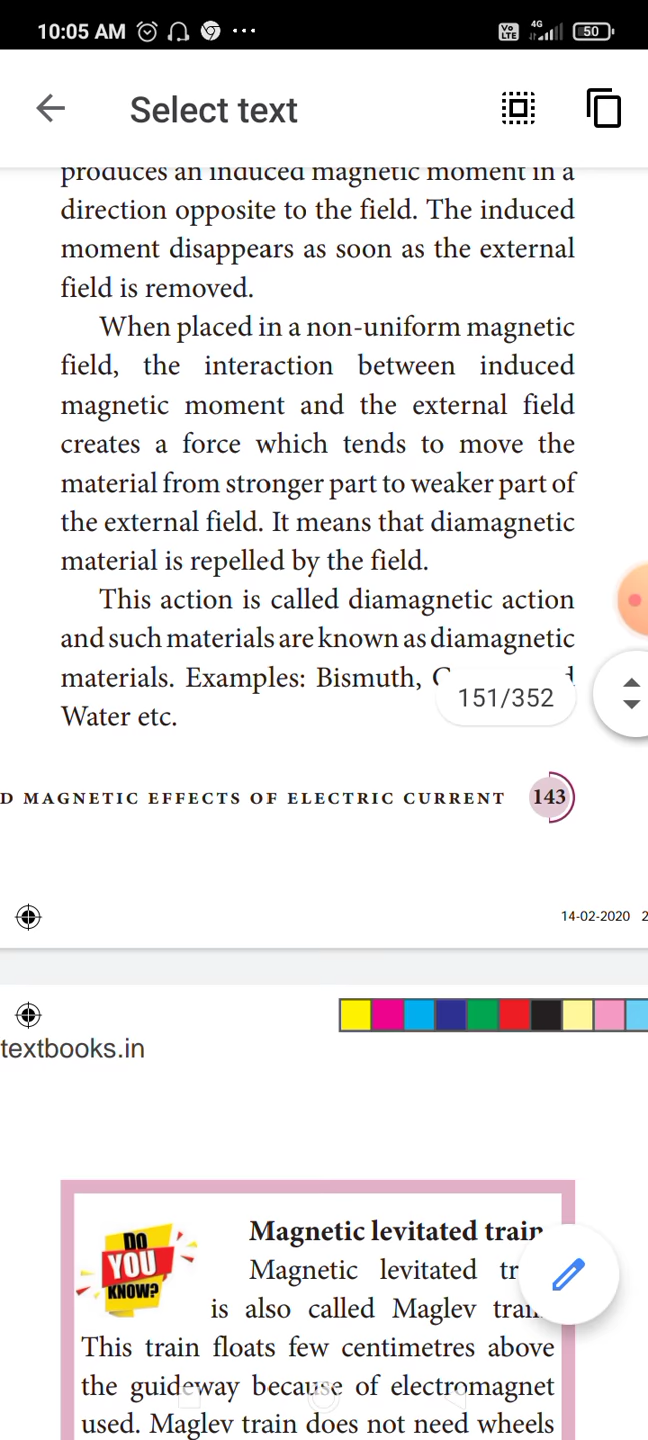 10:05 AM
Vo LTE 4G 50
Select text
produces an induced magnetic moment in a
direction opposite to the field. The induced
moment disappears as soon as the external
field is removed.
When placed in a non-uniform magnetic
field, the interaction between induced
magnetic moment and the external field
creates a force which tends to move the
material from stronger part to weaker part of
the external field. It means that diamagnetic
material is repelled by the field.
This action is called diamagnetic action
and such materials are known as diamagnetic
materials. Examples: Bismuth,
151/352
Water etc.
D MAGNETIC EFFECTS OF ELECTRIC CURRENT 143
14-02-2020 2
textbooks.in
DO
YOU
KNOW?
Magnetic levitated train
Magnetic levitated
is also called Maglev
This train floats few centimetres above
the guideway because of electromagnet
used. Maglev train does not need wheels